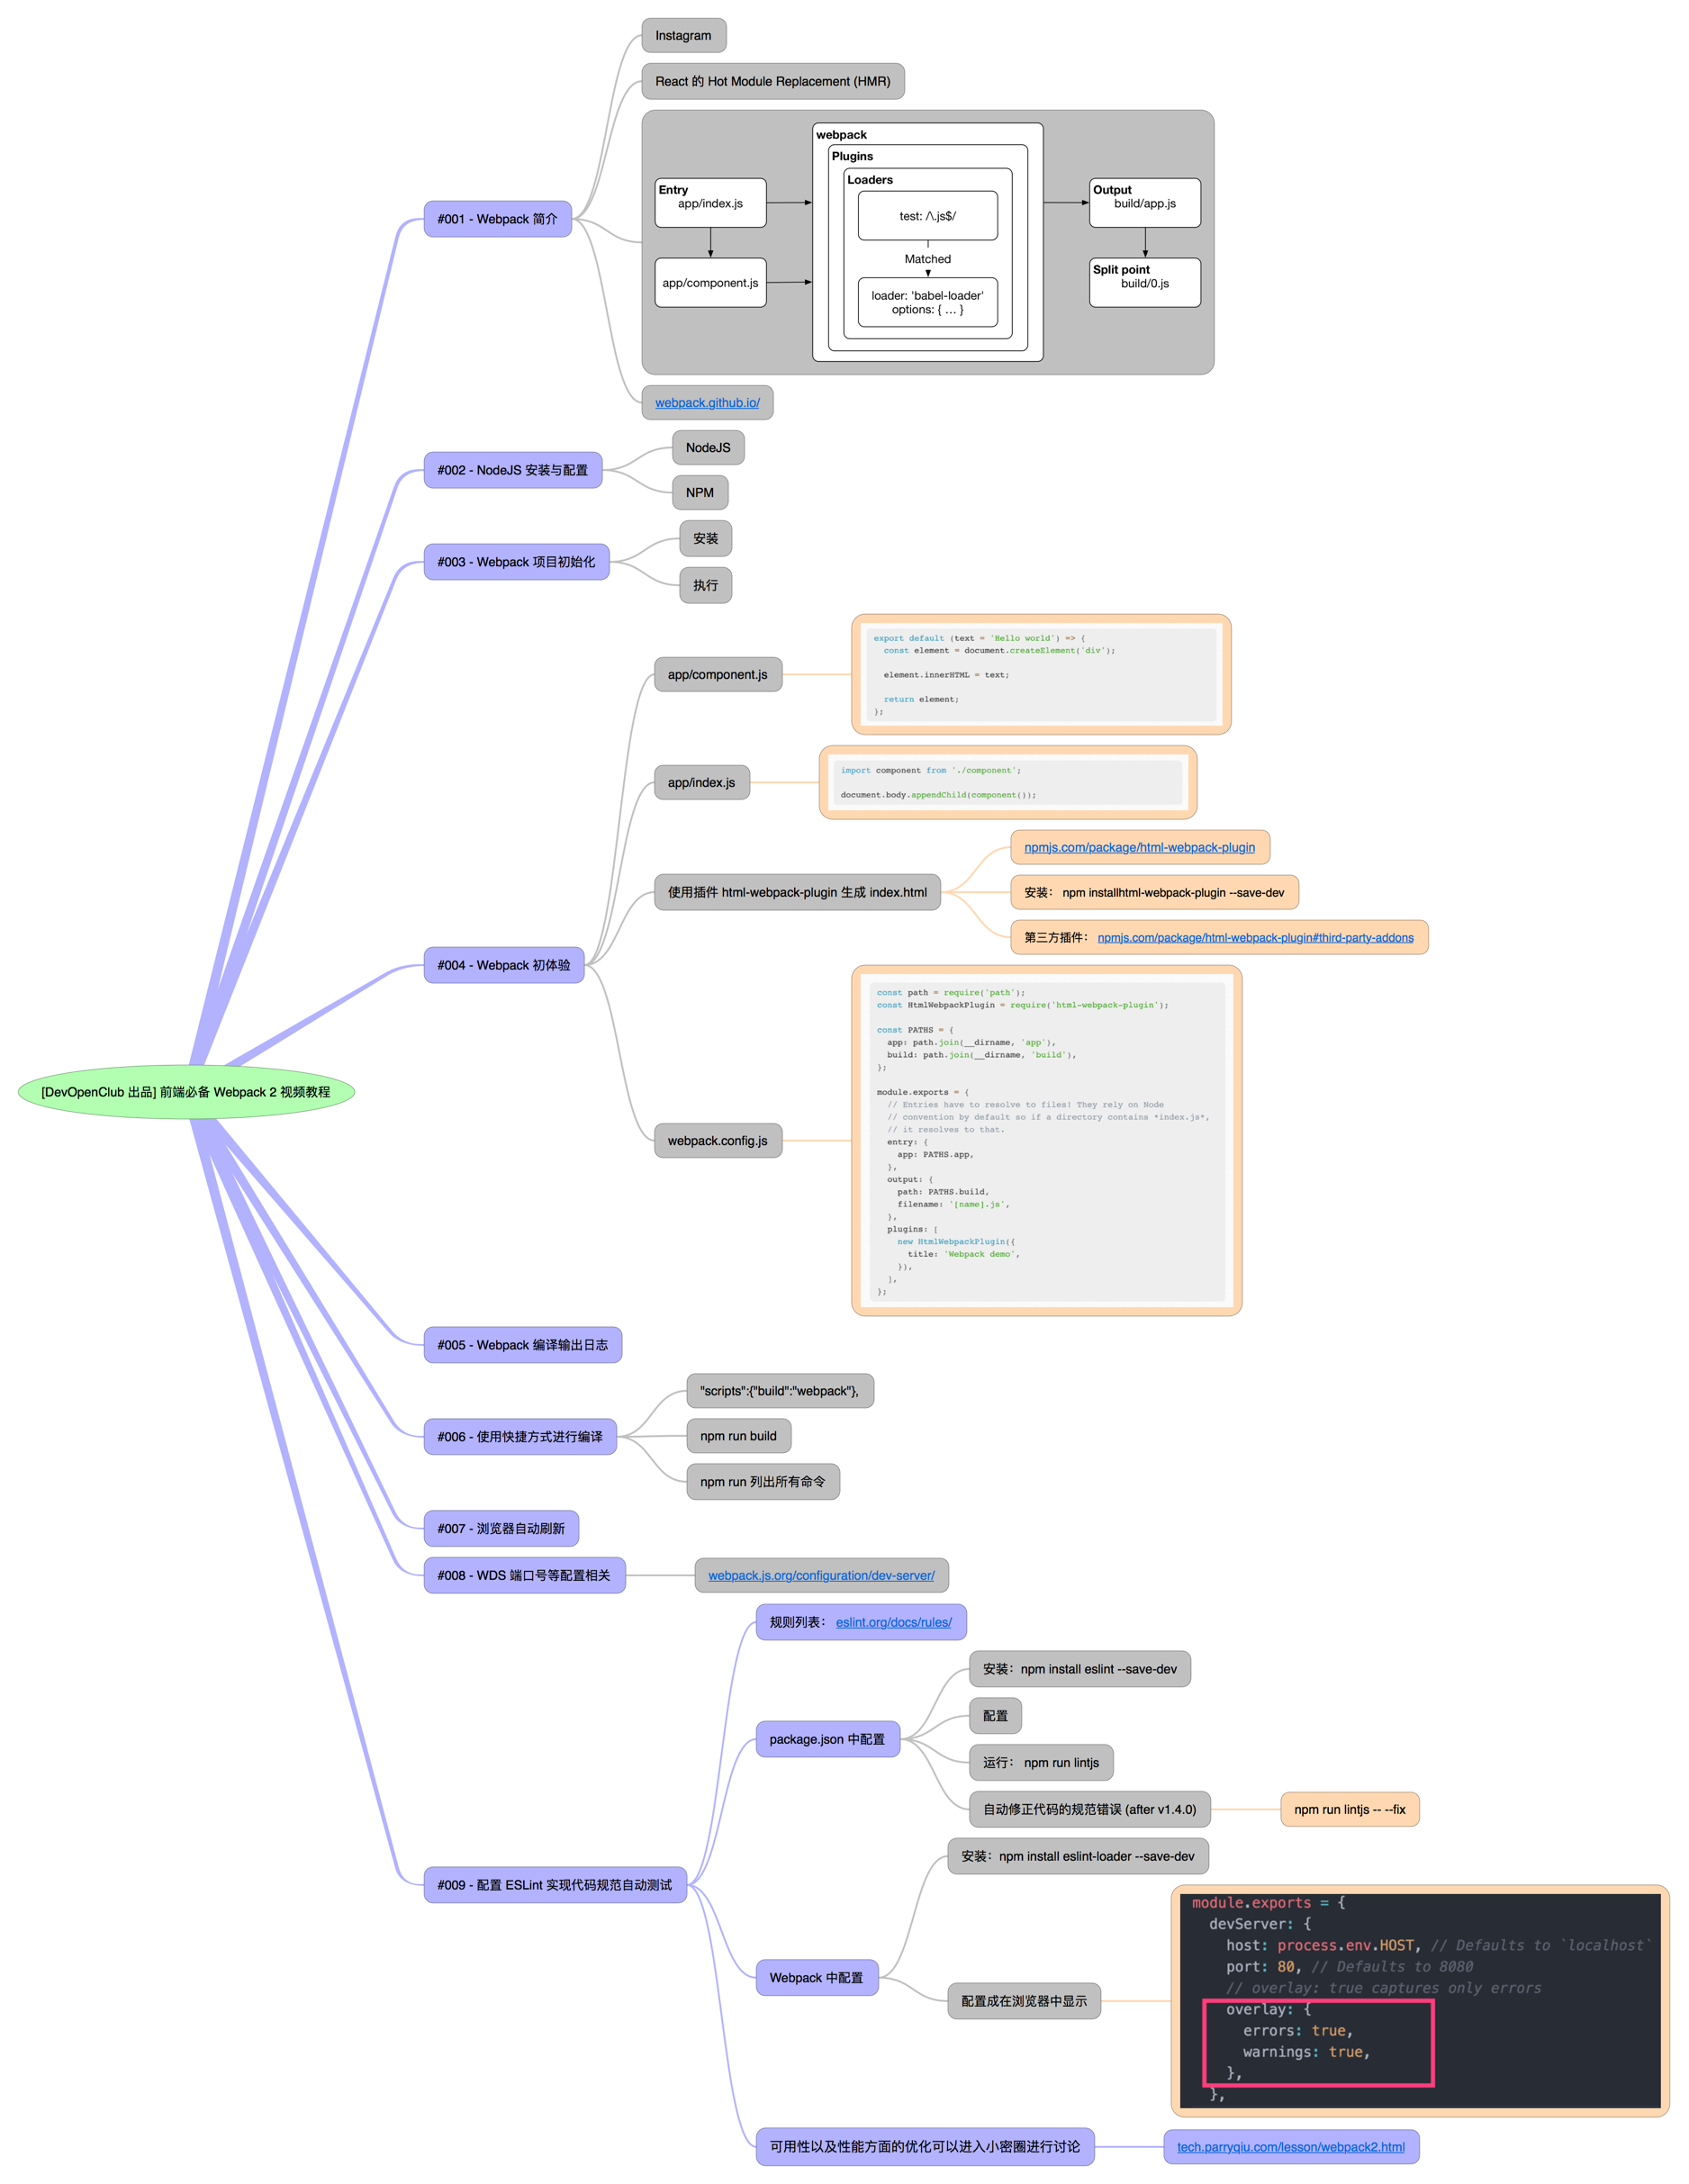 [DevOpenClub 出品] 前端必备 Webpack 2 视频教程
#001 - Webpack 简介
Instagram
React 的 Hot Module Replacement (HMR)
webpack
Plugins
Loaders
Entry
app/index.js
app/component.js
test: /\.js$/
Matched
loader: 'babel-loader'
options: { … }
Output
build/app.js
Split point
build/0.js
webpack.github.io/
#002 - NodeJS 安装与配置
NodeJS
NPM
#003 - Webpack 项目初始化
安装
执行
#004 - Webpack 初体验
app/component.js
export default (text = 'Hello world') => {
const element = document.createElement('div');
element.innerHTML = text;
return element;
};
app/index.js
import component from './component';
document.body.appendChild(component());
使用插件 html-webpack-plugin 生成 index.html
npmjs.com/package/html-webpack-plugin
安装： npm installhtml-webpack-plugin --save-dev
第三方插件： npmjs.com/package/html-webpack-plugin#third-party-addons
webpack.config.js
const path = require('path');
const HtmlWebpackPlugin = require('html-webpack-plugin');
const PATHS = {
app: path.join(__dirname, 'app'),
build: path.join(__dirname, 'build'),
};
module.exports = {
// Entries have to resolve to files! They rely on Node
// convention by default so if a directory contains *index.js*,
// it resolves to that.
entry: {
app: PATHS.app,
},
output: {
path: PATHS.build,
filename: '[name].js',
},
plugins: [
new HtmlWebpackPlugin({
title: 'Webpack demo',
}),
],
};
#005 - Webpack 编译输出日志
#006 - 使用快捷方式进行编译
"scripts":{"build":"webpack"},
npm run build
npm run 列出所有命令
#007 - 浏览器自动刷新
#008 - WDS 端口号等配置相关
webpack.js.org/configuration/dev-server/
#009 - 配置 ESLint 实现代码规范自动测试
规则列表： eslint.org/docs/rules/
package.json 中配置
安装：npm install eslint --save-dev
配置
运行： npm run lintjs
自动修正代码的规范错误 (after v1.4.0)
npm run lintjs -- --fix
Webpack 中配置
安装：npm install eslint-loader --save-dev
配置成在浏览器中显示
module.exports = {
devServer: {
host: process.env.HOST, // Defaults to `localhost`
port: 80, // Defaults to 8080
// overlay: true captures only errors
overlay: {
errors: true,
warnings: true,
},
},
可用性以及性能方面的优化可以进入小密圈进行讨论
tech.parryqiu.com/lesson/webpack2.html